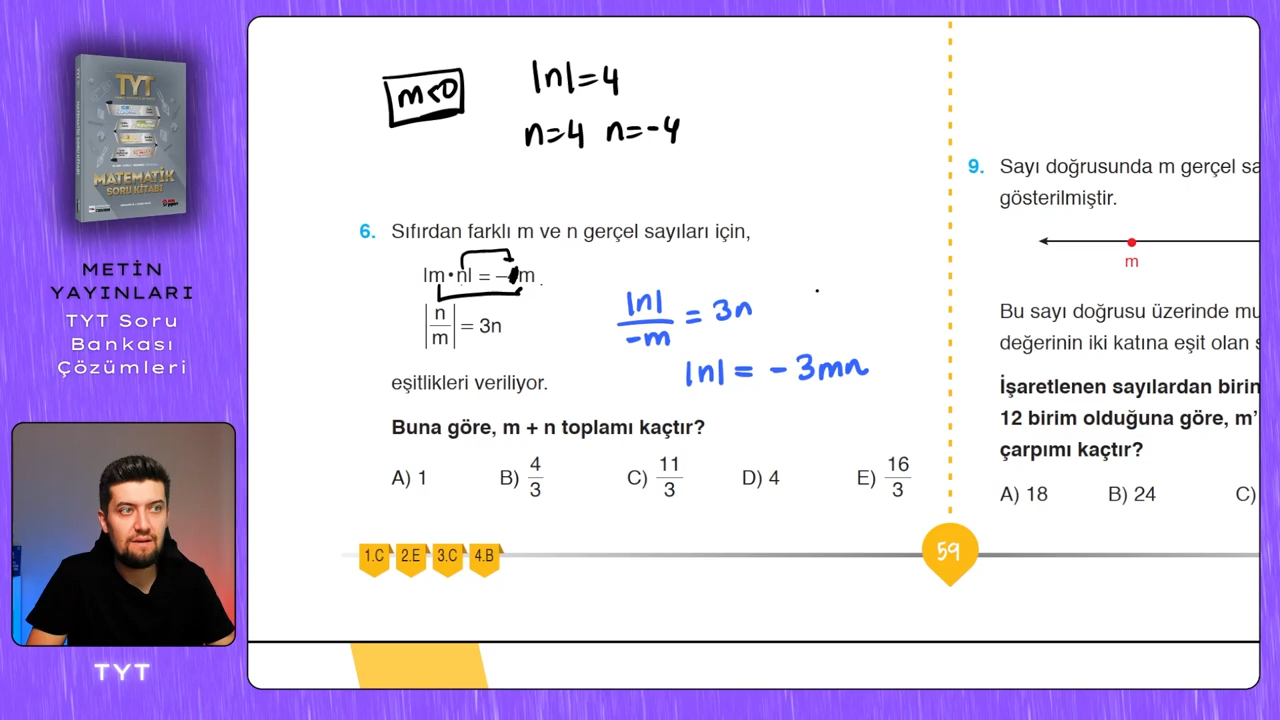 TYT
MATEMATİK
SORU KİTABI
METİN
YAYINLARI
TYT Soru
Bankası
Çözümleri
TYT
m<0
|n|=4
n=4 n=-4
6. Sıfırdan farklı m ve n gerçel sayıları için,
|m•n| = – m
|n/m| = 3n
|n|/-m = 3n
|n| = - 3mn
eşitlikleri veriliyor.
Buna göre, m + n toplamı kaçtır?
A) 1 B) 4/3 C) 11/3 D) 4 E) 16/3
1.C 2.E 3.C 4.B
59
9. Sayı doğrusunda m gerçel sa
gösterilmiştir.
m
Bu sayı doğrusu üzerinde mu
değerinin iki katına eşit olan s
İşaretlenen sayılardan birin
12 birim olduğuna göre, m'
çarpımı kaçtır?
A) 18 B) 24 C)